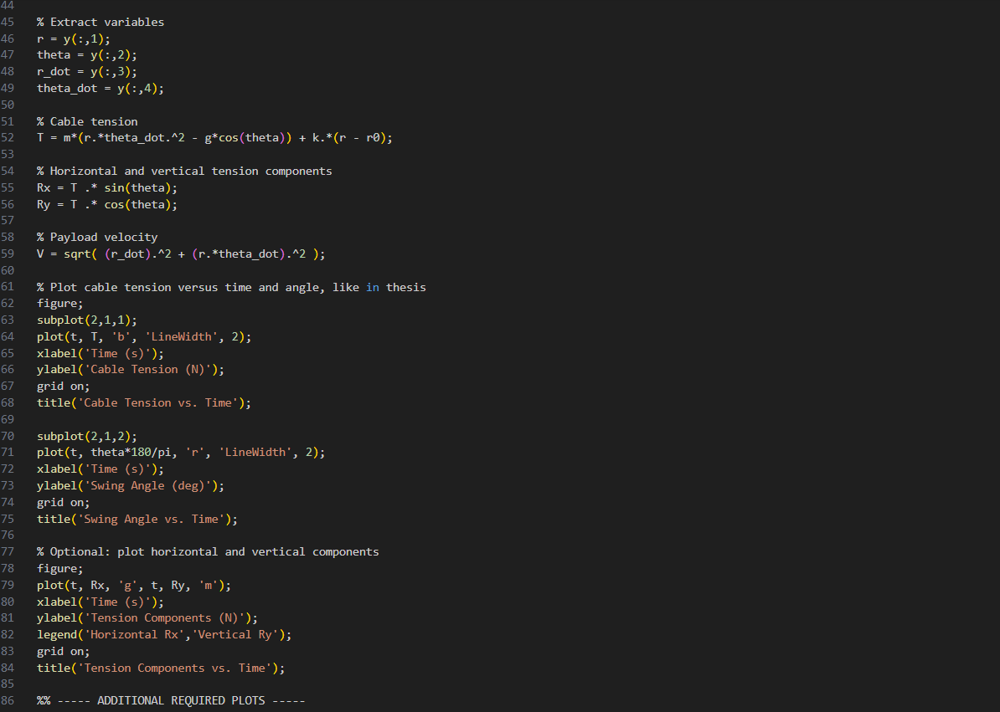 44
45 % Extract variables
46 r = y(:,1);
47 theta = y(:,2);
48 r_dot = y(:,3);
49 theta_dot = y(:,4);
50
51 % Cable tension
52 T = m*(r.*theta_dot.^2 - g*cos(theta)) + k.*(r - r0);
53
54 % Horizontal and vertical tension components
55 Rx = T .* sin(theta);
56 Ry = T .* cos(theta);
57
58 % Payload velocity
59 V = sqrt( (r_dot).^2 + (r.*theta_dot).^2 );
60
61 % Plot cable tension versus time and angle, like in thesis
62 figure;
63 subplot(2,1,1);
64 plot(t, T, 'b', 'LineWidth', 2);
65 xlabel('Time (s)');
66 ylabel('Cable Tension (N)');
67 grid on;
68 title('Cable Tension vs. Time');
69
70 subplot(2,1,2);
71 plot(t, theta*180/pi, 'r', 'LineWidth', 2);
72 xlabel('Time (s)');
73 ylabel('Swing Angle (deg)');
74 grid on;
75 title('Swing Angle vs. Time');
76
77 % Optional: plot horizontal and vertical components
78 figure;
79 plot(t, Rx, 'g', t, Ry, 'm');
80 xlabel('Time (s)');
81 ylabel('Tension Components (N)');
82 legend('Horizontal Rx','Vertical Ry');
83 grid on;
84 title('Tension Components vs. Time');
85
86 %% ----- ADDITIONAL REQUIRED PLOTS -----